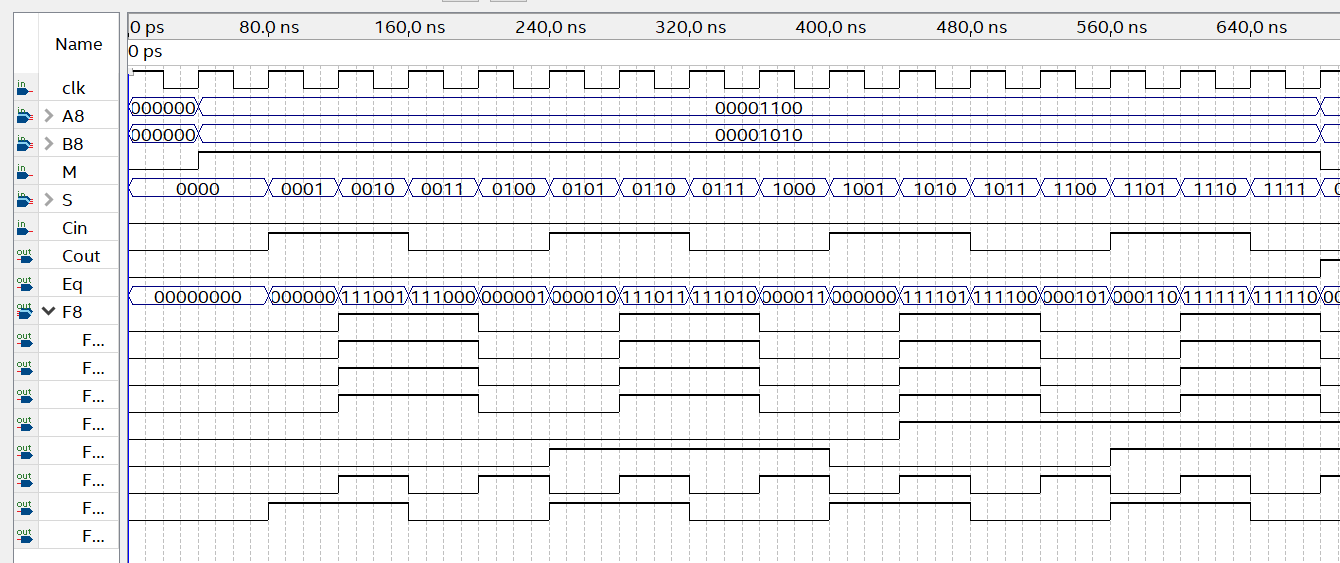 Name
0 ps 80.0 ns 160.0 ns 240.0 ns 320.0 ns 400.0 ns 480.0 ns 560.0 ns 640.0 ns
0 ps
in clk
in A8 000000 00001100
in B8 000000 00001010
in M
in S 0000 0001 0010 0011 0100 0101 0110 0111 1000 1001 1010 1011 1100 1101 1110 1111 0
in Cin
out Cout
out Eq
out F8 00000000 000000 111001 111000 000001 000010 111011 111010 000011 000000 111101 111100 000101 000110 111111 111110 00
out F...
out F...
out F...
out F...
out F...
out F...
out F...
out F...